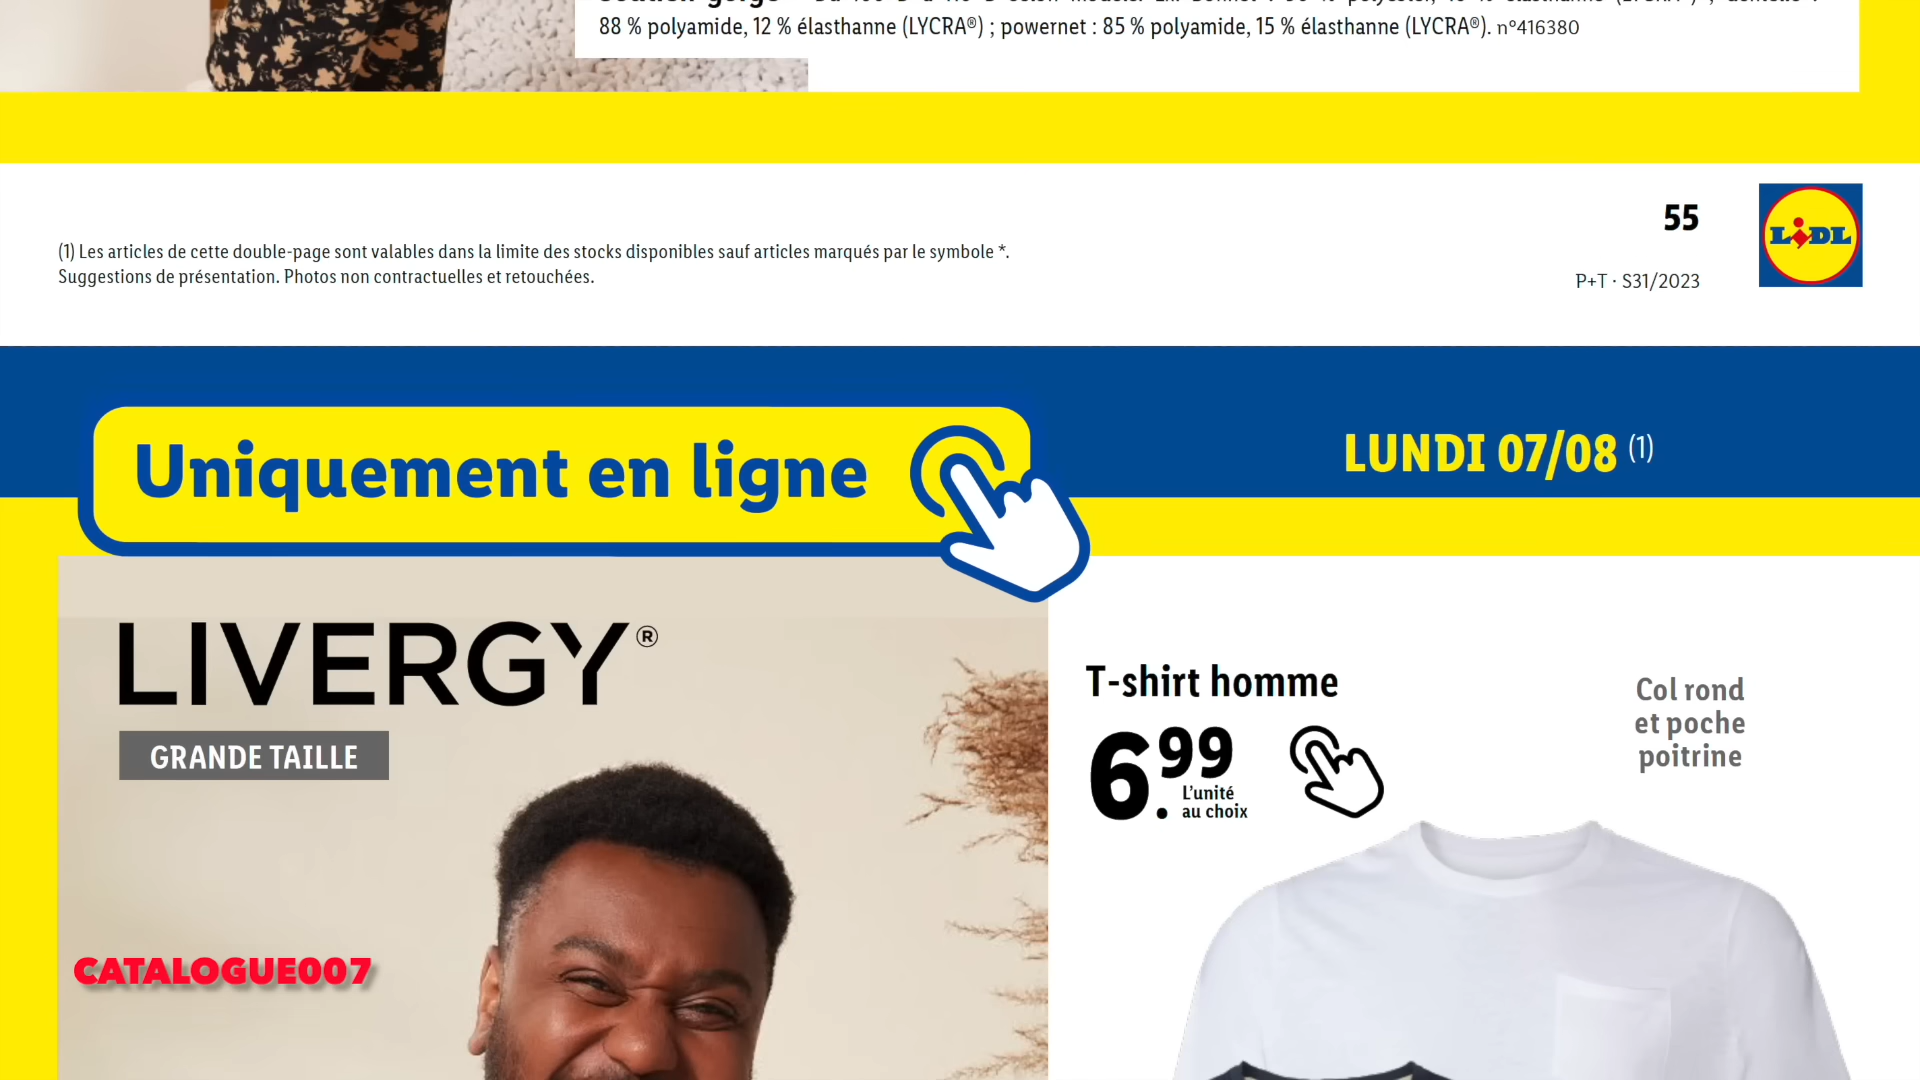 88 % polyamide, 12 % élasthanne (LYCRA®) ; powernet : 85 % polyamide, 15 % élasthanne (LYCRA®). n°416380
55
LIDL
(1) Les articles de cette double-page sont valables dans la limite des stocks disponibles sauf articles marqués par le symbole *.
Suggestions de présentation. Photos non contractuelles et retouchées.
P+T · S31/2023
Uniquement en ligne
LUNDI 07/08 (1)
LIVERGY®
GRANDE TAILLE
T-shirt homme
6.99
L'unité
au choix
Col rond
et poche
poitrine
CATALOGUE007